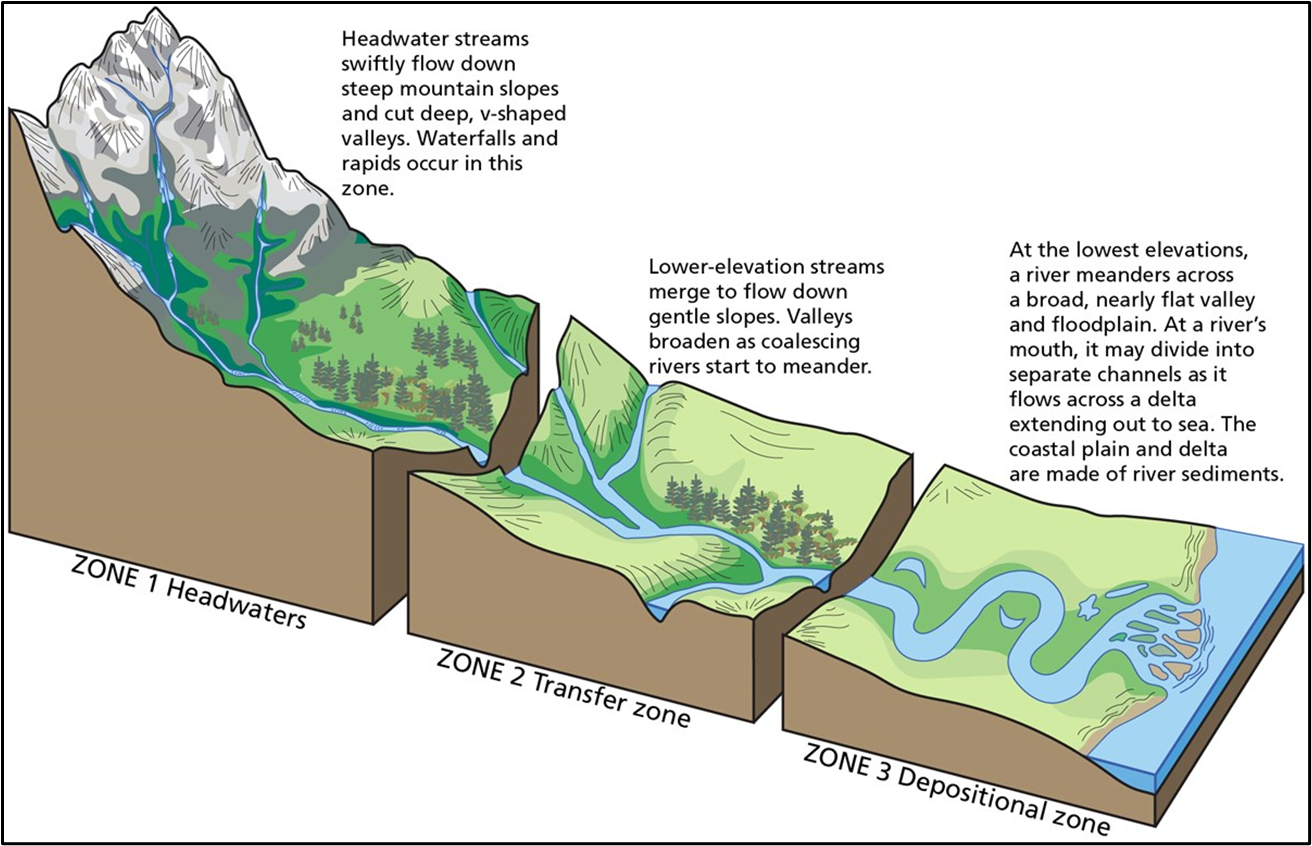 Headwater streams
swiftly flow down
steep mountain slopes
and cut deep, v-shaped
valleys. Waterfalls and
rapids occur in this
zone.
Lower-elevation streams
merge to flow down
gentle slopes. Valleys
broaden as coalescing
rivers start to meander.
At the lowest elevations,
a river meanders across
a broad, nearly flat valley
and floodplain. At a river’s
mouth, it may divide into
separate channels as it
flows across a delta
extending out to sea. The
coastal plain and delta
are made of river sediments.
ZONE 1 Headwaters
ZONE 2 Transfer zone
ZONE 3 Depositional zone